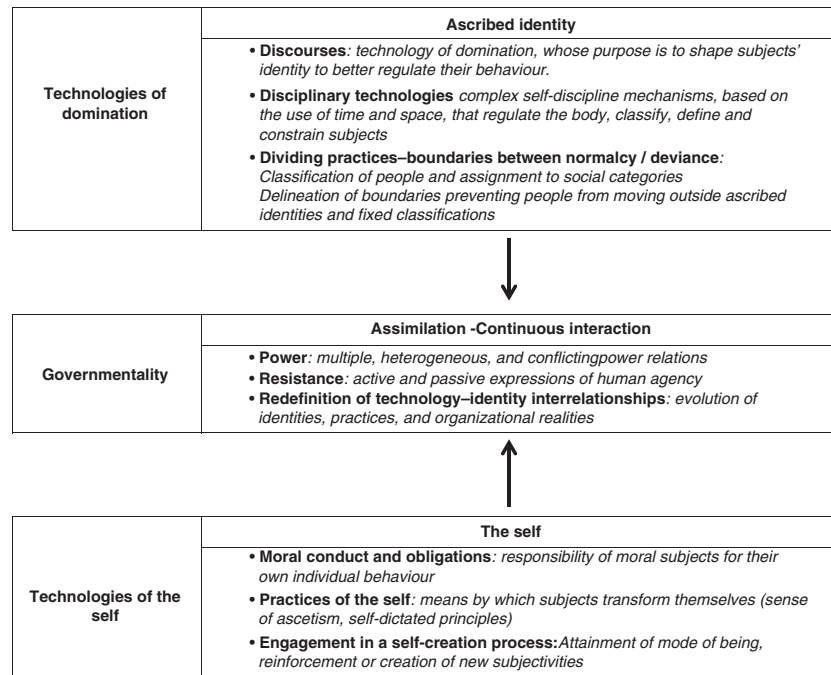 Ascribed identity
Technologies of
domination
• Discourses: technology of domination, whose purpose is to shape subjects'
identity to better regulate their behaviour.
• Disciplinary technologies complex self-discipline mechanisms, based on
the use of time and space, that regulate the body, classify, define and
constrain subjects
• Dividing practices–boundaries between normalcy / deviance:
Classification of people and assignment to social categories
Delineation of boundaries preventing people from moving outside ascribed
identities and fixed classifications
Assimilation -Continuous interaction
Governmentality
• Power: multiple, heterogeneous, and conflictingpower relations
• Resistance: active and passive expressions of human agency
• Redefinition of technology–identity interrelationships: evolution of
identities, practices, and organizational realities
The self
Technologies of the
self
• Moral conduct and obligations: responsibility of moral subjects for their
own individual behaviour
• Practices of the self: means by which subjects transform themselves (sense
of ascetism, self-dictated principles)
• Engagement in a self-creation process:Attainment of mode of being,
reinforcement or creation of new subjectivities